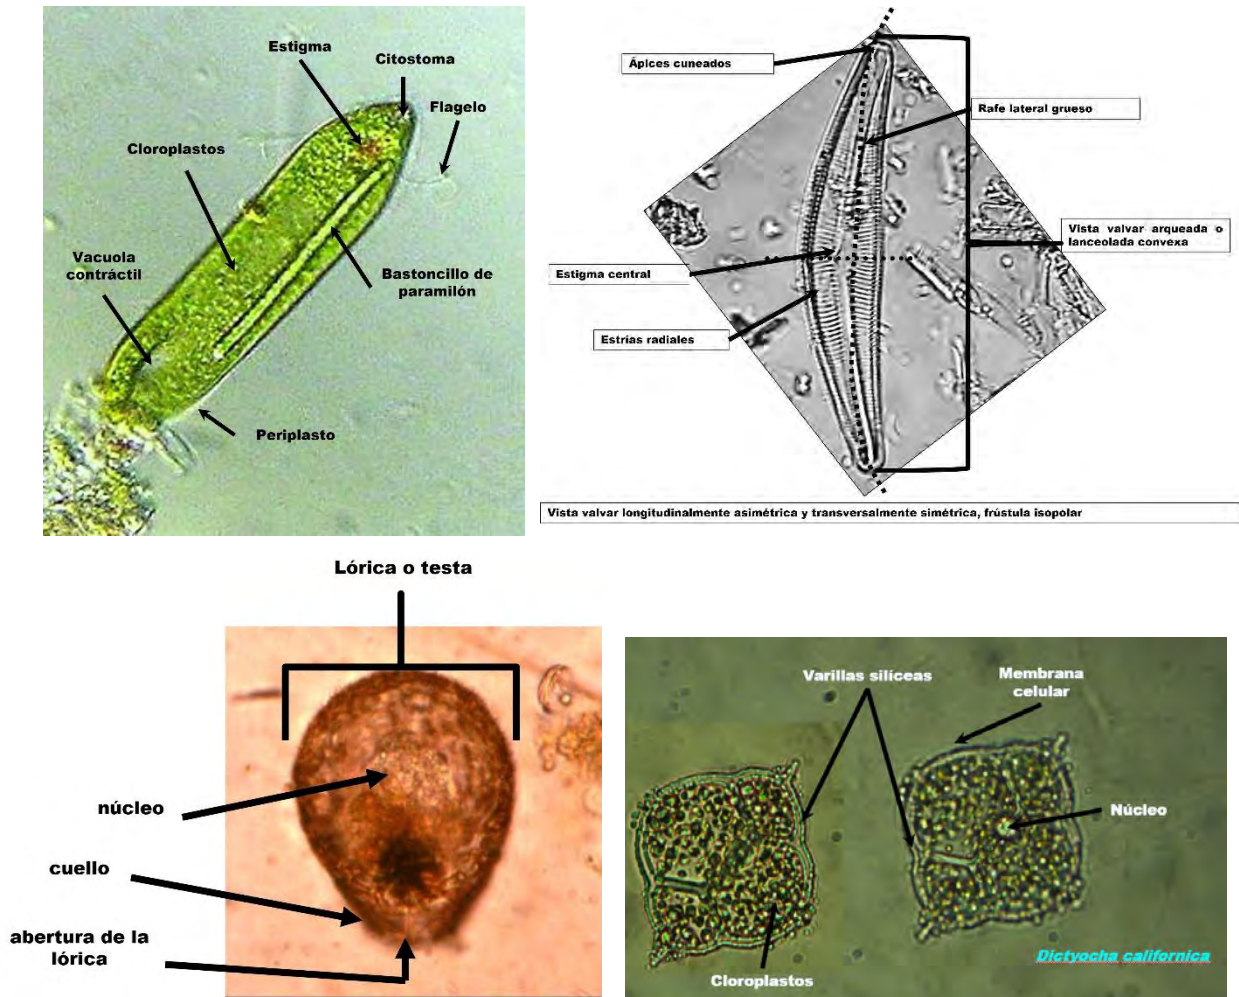 Estigma
Citostoma
Flagelo
Cloroplastos
Vacuola
contráctil
Bastoncillo de
paramilón
Periplasto
Ápices cuneados
Rafe lateral grueso
Vista valvar arqueada o
lanceolada convexa
Estigma central
Estrías radiales
Vista valvar longitudinalmente asimétrica y transversalmente simétrica, frústula isopolar
Lórica o testa
núcleo
cuello
abertura de la
lórica
Varillas silíceas
Membrana
celular
Núcleo
Cloroplastos
Dictyocha californica